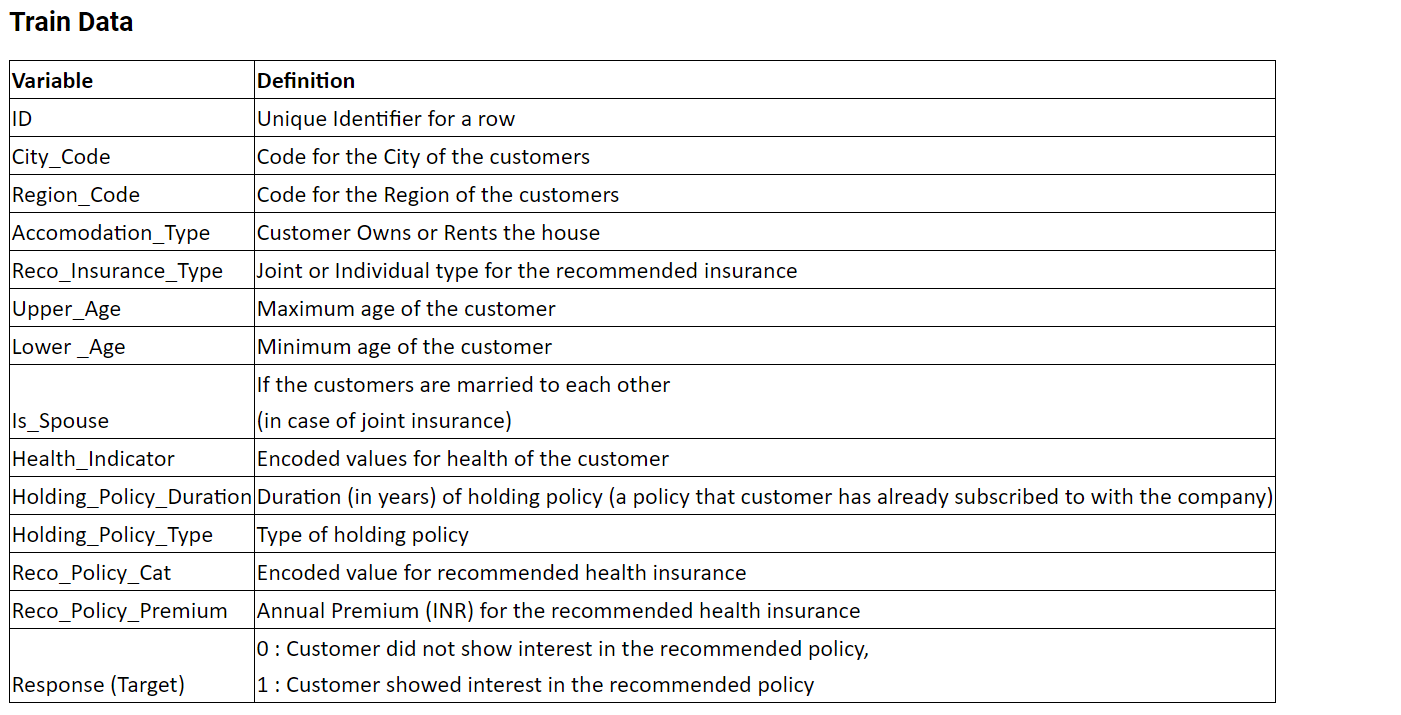 Train Data
Variable Definition
ID Unique Identifier for a row
City_Code Code for the City of the customers
Region_Code Code for the Region of the customers
Accomodation_Type Customer Owns or Rents the house
Reco_Insurance_Type Joint or Individual type for the recommended insurance
Upper_Age Maximum age of the customer
Lower _Age Minimum age of the customer
If the customers are married to each other
Is_Spouse (in case of joint insurance)
Health_Indicator Encoded values for health of the customer
Holding_Policy_Duration Duration (in years) of holding policy (a policy that customer has already subscribed to with the company)
Holding_Policy_Type Type of holding policy
Reco_Policy_Cat Encoded value for recommended health insurance
Reco_Policy_Premium Annual Premium (INR) for the recommended health insurance
0 : Customer did not show interest in the recommended policy,
Response (Target) 1 : Customer showed interest in the recommended policy